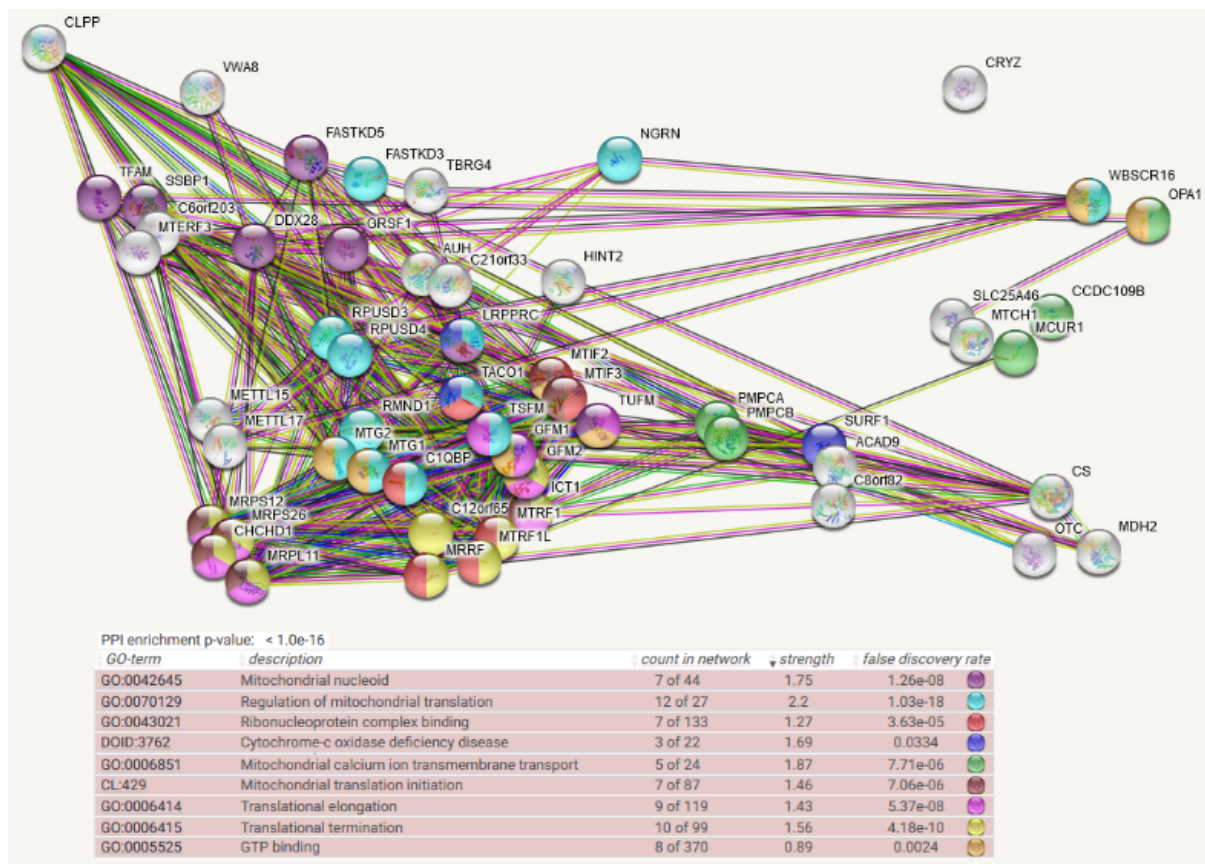 CLPP
VWA8
CRYZ
FASTKD5
NGRN
FASTKD3
TBRG4
TFAM
SSBP1
WBSCR16
OPA1
C6orf203
DDX28
GRSF1
MTERF3
AUH
C21orf33
HINT2
SLC25A46
CCDC109B
MTCH1
RPUSD3
LRPPRC
MCUR1
RPUSD4
MTIF2
MTIF3
TACO1
METTL15
RMND1
TSFM
TUFM
PMPCA
PMPCB
METTL17
SURF1
MTG2
GFM1
ACAD9
MTG1
GFM2
C1QBP
CS
C8orf82
ICT1
MRPS12
C12orf65
MRPS26
MTRF1
CHCHD1
MTRF1L
OTC
MDH2
MRPL11
MRRF
PPI enrichment p-value: < 1.0e-16
GO-term description count in network strength false discovery rate
GO:0042645 Mitochondrial nucleoid 7 of 44 1.75 1.26e-08
GO:0070129 Regulation of mitochondrial translation 12 of 27 2.2 1.03e-18
GO:0043021 Ribonucleoprotein complex binding 7 of 133 1.27 3.63e-05
DOID:3762 Cytochrome-c oxidase deficiency disease 3 of 22 1.69 0.0334
GO:0006851 Mitochondrial calcium ion transmembrane transport 5 of 24 1.87 7.71e-06
CL:429 Mitochondrial translation initiation 7 of 87 1.46 7.06e-06
GO:0006414 Translational elongation 9 of 119 1.43 5.37e-08
GO:0006415 Translational termination 10 of 99 1.56 4.18e-10
GO:0005525 GTP binding 8 of 370 0.89 0.0024